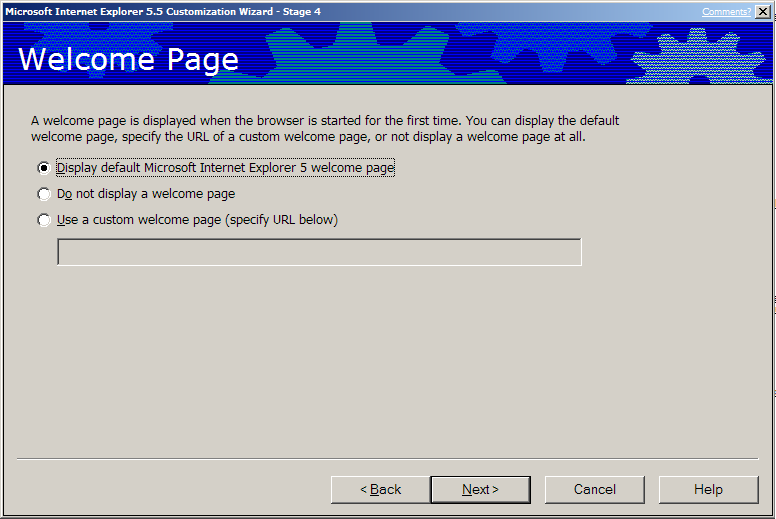 Microsoft Internet Explorer 5.5 Customization Wizard - Stage 4
Comments?
Welcome Page
A welcome page is displayed when the browser is started for the first time. You can display the default
welcome page, specify the URL of a custom welcome page, or not display a welcome page at all.
Display default Microsoft Internet Explorer 5 welcome page
Do not display a welcome page
Use a custom welcome page (specify URL below)
< Back
Next >
Cancel
Help